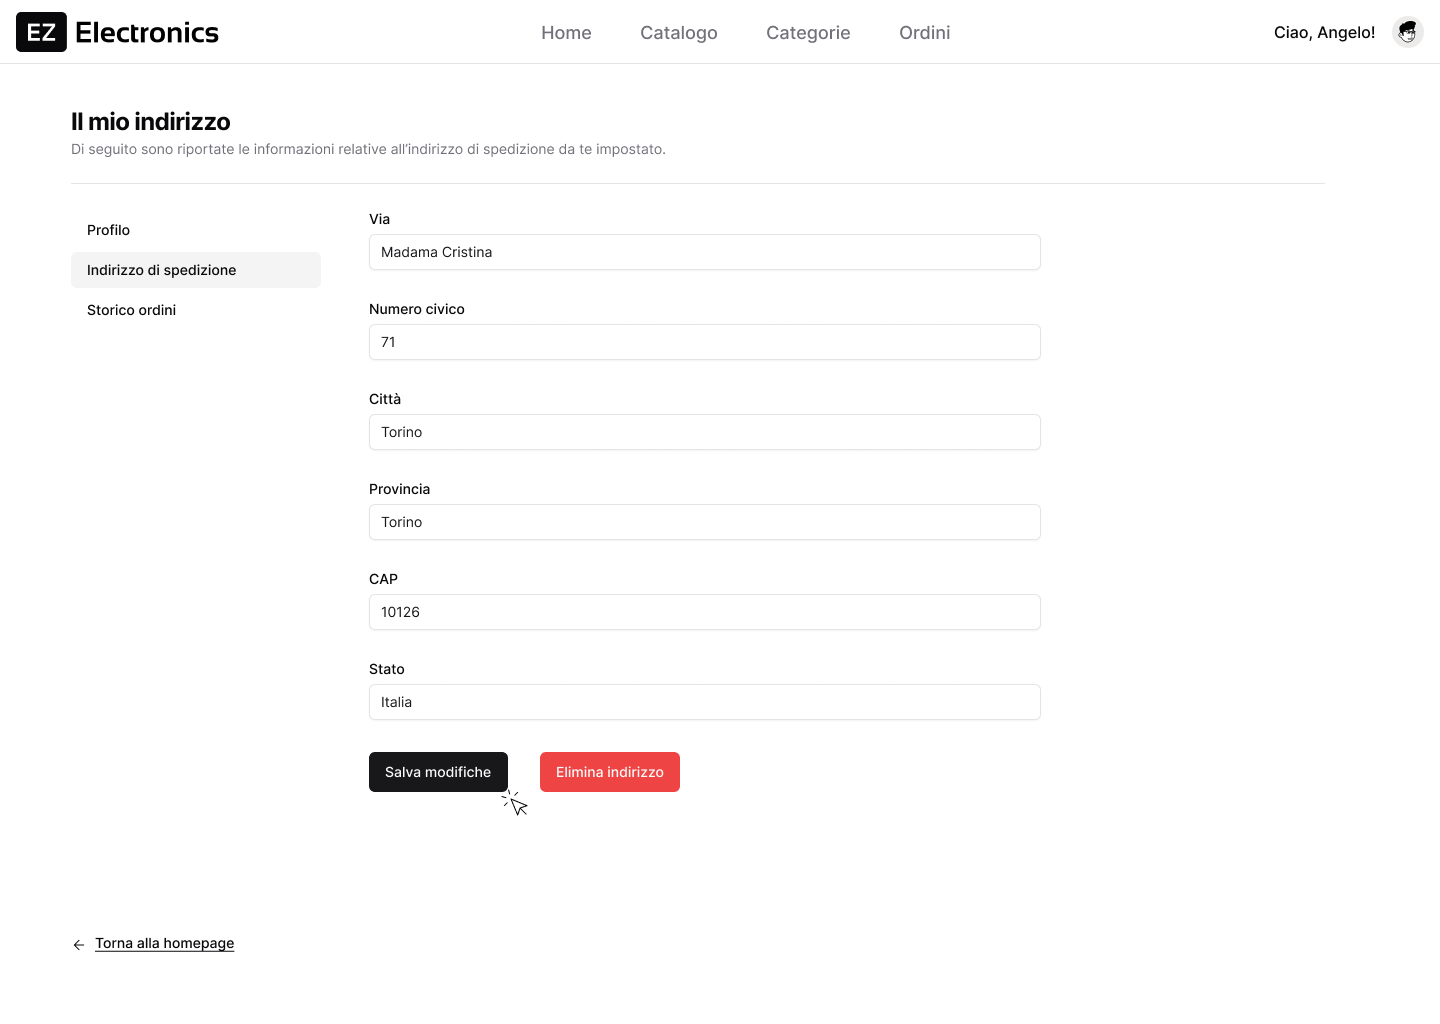 EZ Electronics
Home Catalogo Categorie Ordini
Ciao, Angelo!
Il mio indirizzo
Di seguito sono riportate le informazioni relative all'indirizzo di spedizione da te impostato.
Profilo
Indirizzo di spedizione
Storico ordini
Via
Madama Cristina
Numero civico
71
Città
Torino
Provincia
Torino
CAP
10126
Stato
Italia
Salva modifiche
Elimina indirizzo
Torna alla homepage